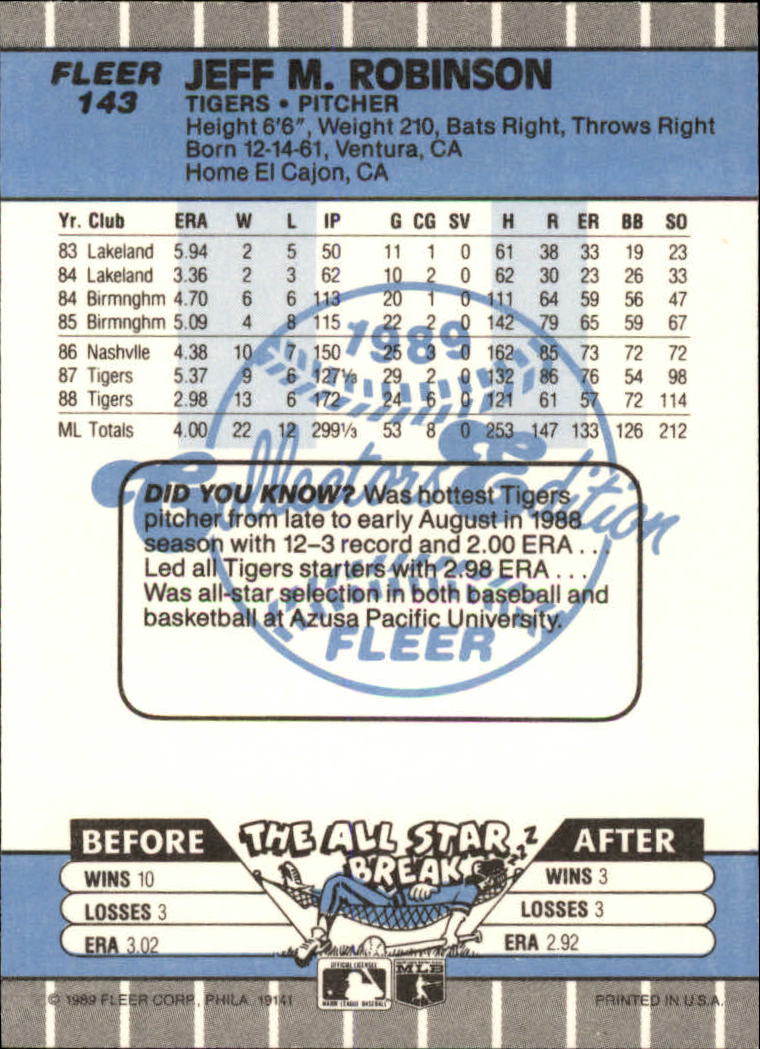 FLEER JEFF M. ROBINSON
143 TIGERS • PITCHER
Height 6'6", Weight 210, Bats Right, Throws Right
Born 12-14-61, Ventura, CA
Home El Cajon, CA
Yr. Club ERA W L IP G CG SV H R ER BB SO
83 Lakeland 5.94 2 5 50 11 1 0 61 38 33 19 23
84 Lakeland 3.36 2 3 62 10 2 0 62 30 23 26 33
84 Birmnghm 4.70 6 6 113 20 1 0 111 64 59 56 47
85 Birmnghm 5.09 4 8 115 22 2 0 142 79 65 59 67
86 Nashvlle 4.38 10 7 150 25 3 0 162 85 73 72 72
87 Tigers 5.37 9 6 127⅓ 29 2 0 132 86 76 54 98
88 Tigers 2.98 13 6 172 24 6 0 121 61 57 72 114
ML Totals 4.00 22 12 299⅓ 53 8 0 253 147 133 126 212
1989
Collectors Edition
FLEER
DID YOU KNOW? Was hottest Tigers
pitcher from late to early August in 1988
season with 12–3 record and 2.00 ERA . . .
Led all Tigers starters with 2.98 ERA . . .
Was all-star selection in both baseball and
basketball at Azusa Pacific University.
BEFORE THE ALL STAR BREAK AFTER
zzzz
WINS 10 WINS 3
LOSSES 3 LOSSES 3
ERA 3.02 ERA 2.92
OFFICIAL LICENSEE
MAJOR LEAGUE BASEBALL
MLB
© 1989 FLEER CORP., PHILA. 19141 PRINTED IN U.S.A.